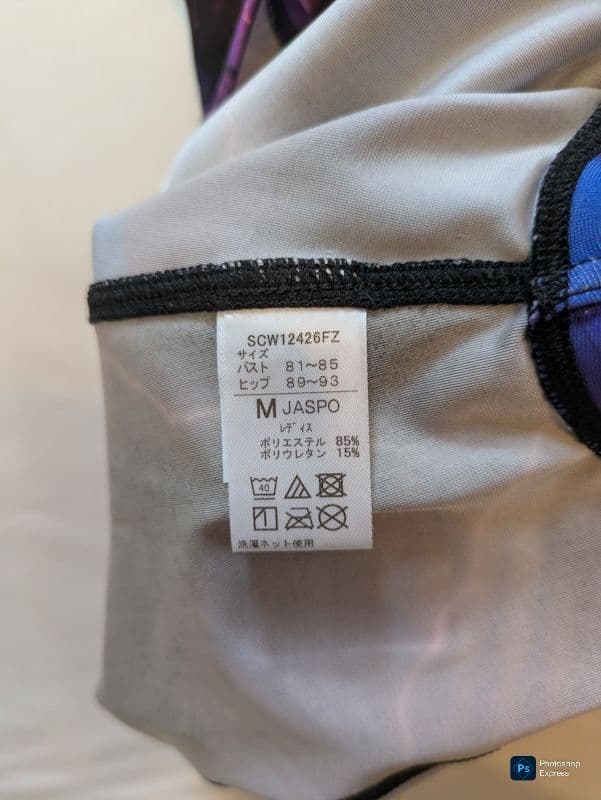 SCW12426FZ
サイズ
バスト 81〜85
ヒップ 89〜93
M JASPO
レディス
ポリエステル 85%
ポリウレタン 15%
40
洗濯ネット使用
Ps Photoshop
Express